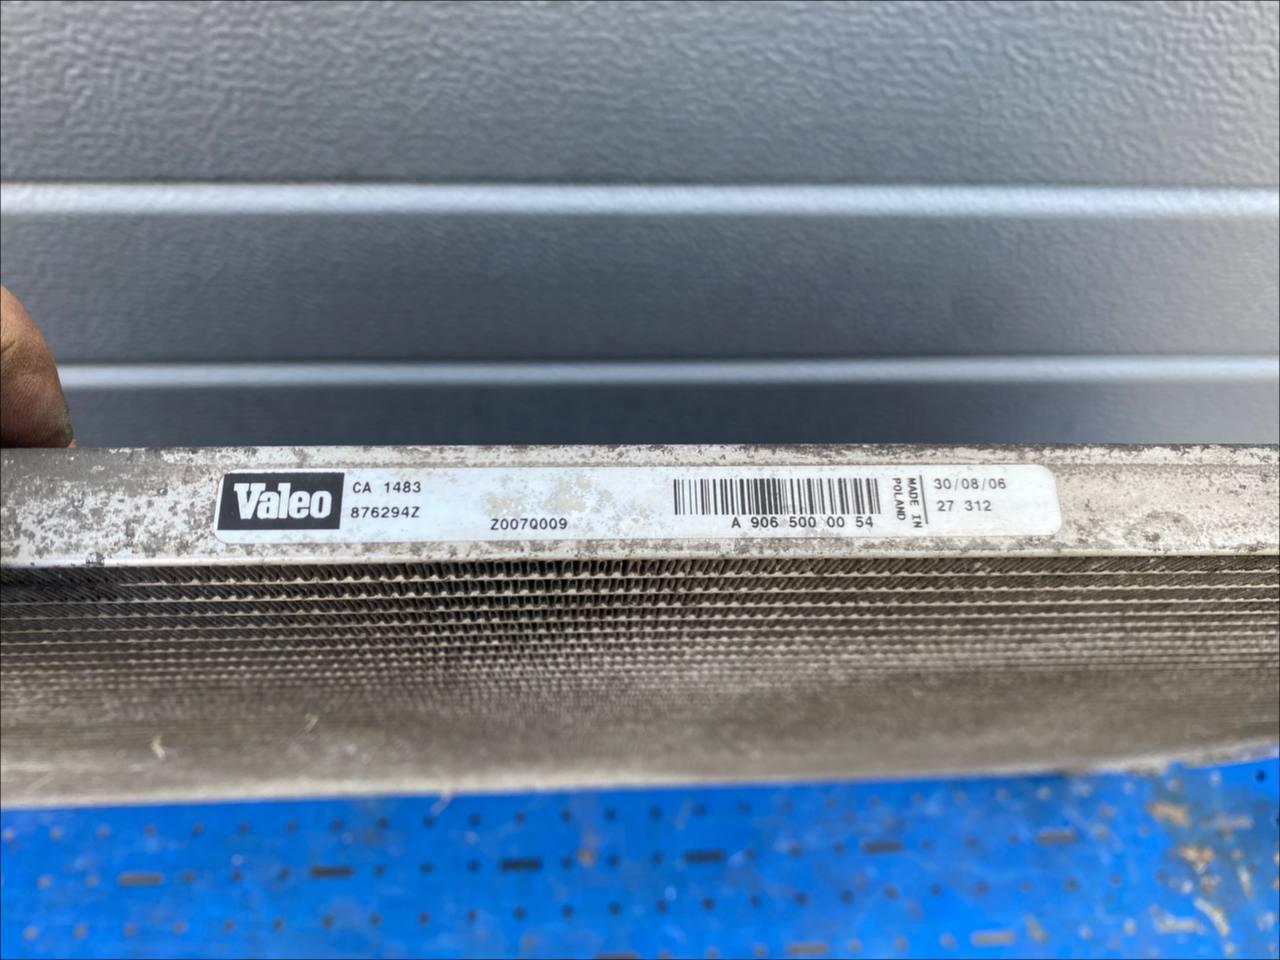 Valeo
CA 1483
876294Z
Z007Q009
A 906 500 00 54
MADE IN
POLAND
30/08/06
27 312